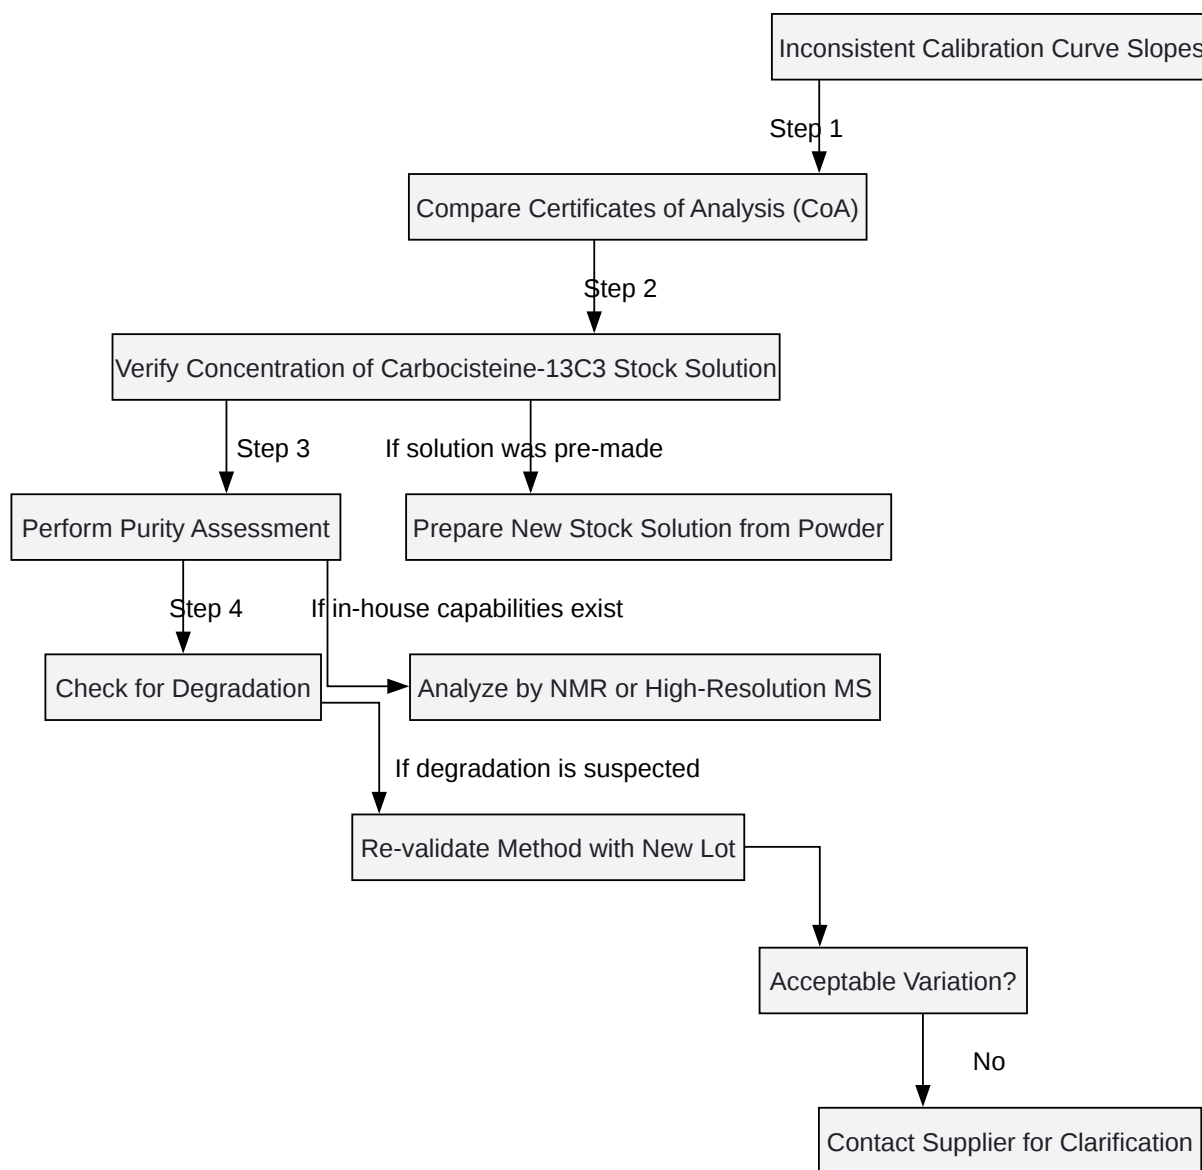 Inconsistent Calibration Curve Slopes
Step 1
Compare Certificates of Analysis (CoA)
Step 2
Verify Concentration of Carbocisteine-13C3 Stock Solution
Step 3
If solution was pre-made
Perform Purity Assessment
Prepare New Stock Solution from Powder
Step 4
If in-house capabilities exist
Check for Degradation
Analyze by NMR or High-Resolution MS
If degradation is suspected
Re-validate Method with New Lot
Acceptable Variation?
No
Contact Supplier for Clarification